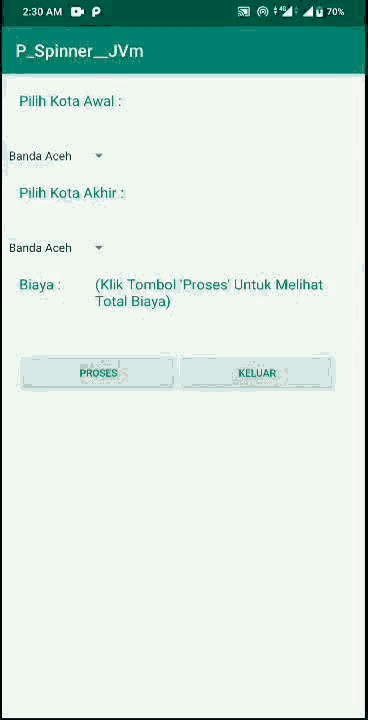 2:30 AM P 4G 70%
P_Spinner__JVm
Pilih Kota Awal :
Banda Aceh
Pilih Kota Akhir :
Banda Aceh
Biaya : (Klik Tombol 'Proses' Untuk Melihat
Total Biaya)
PROSES KELUAR